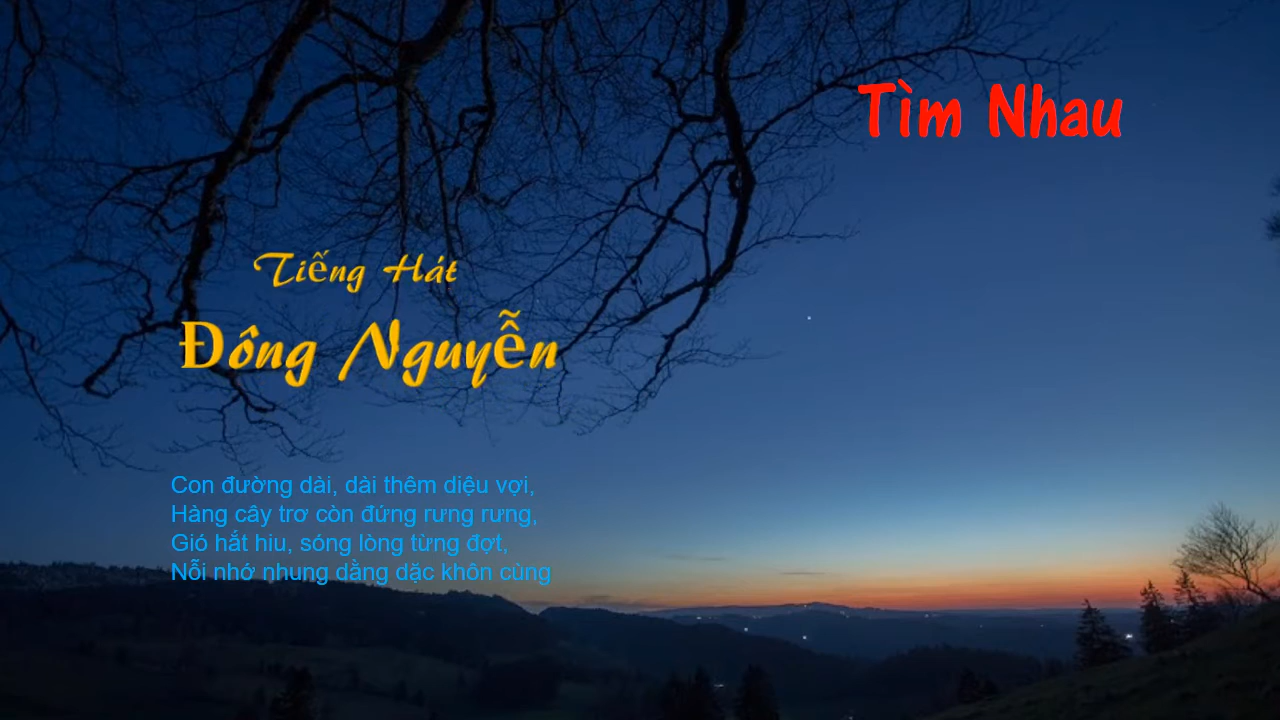 Tìm Nhau
Tiếng Hát
Đông Nguyễn
Con đường dài, dài thêm diệu vợi,
Hàng cây trơ còn đứng rưng rưng,
Gió hắt hiu, sóng lòng từng đợt,
Nỗi nhớ nhung dằng dặc khôn cùng